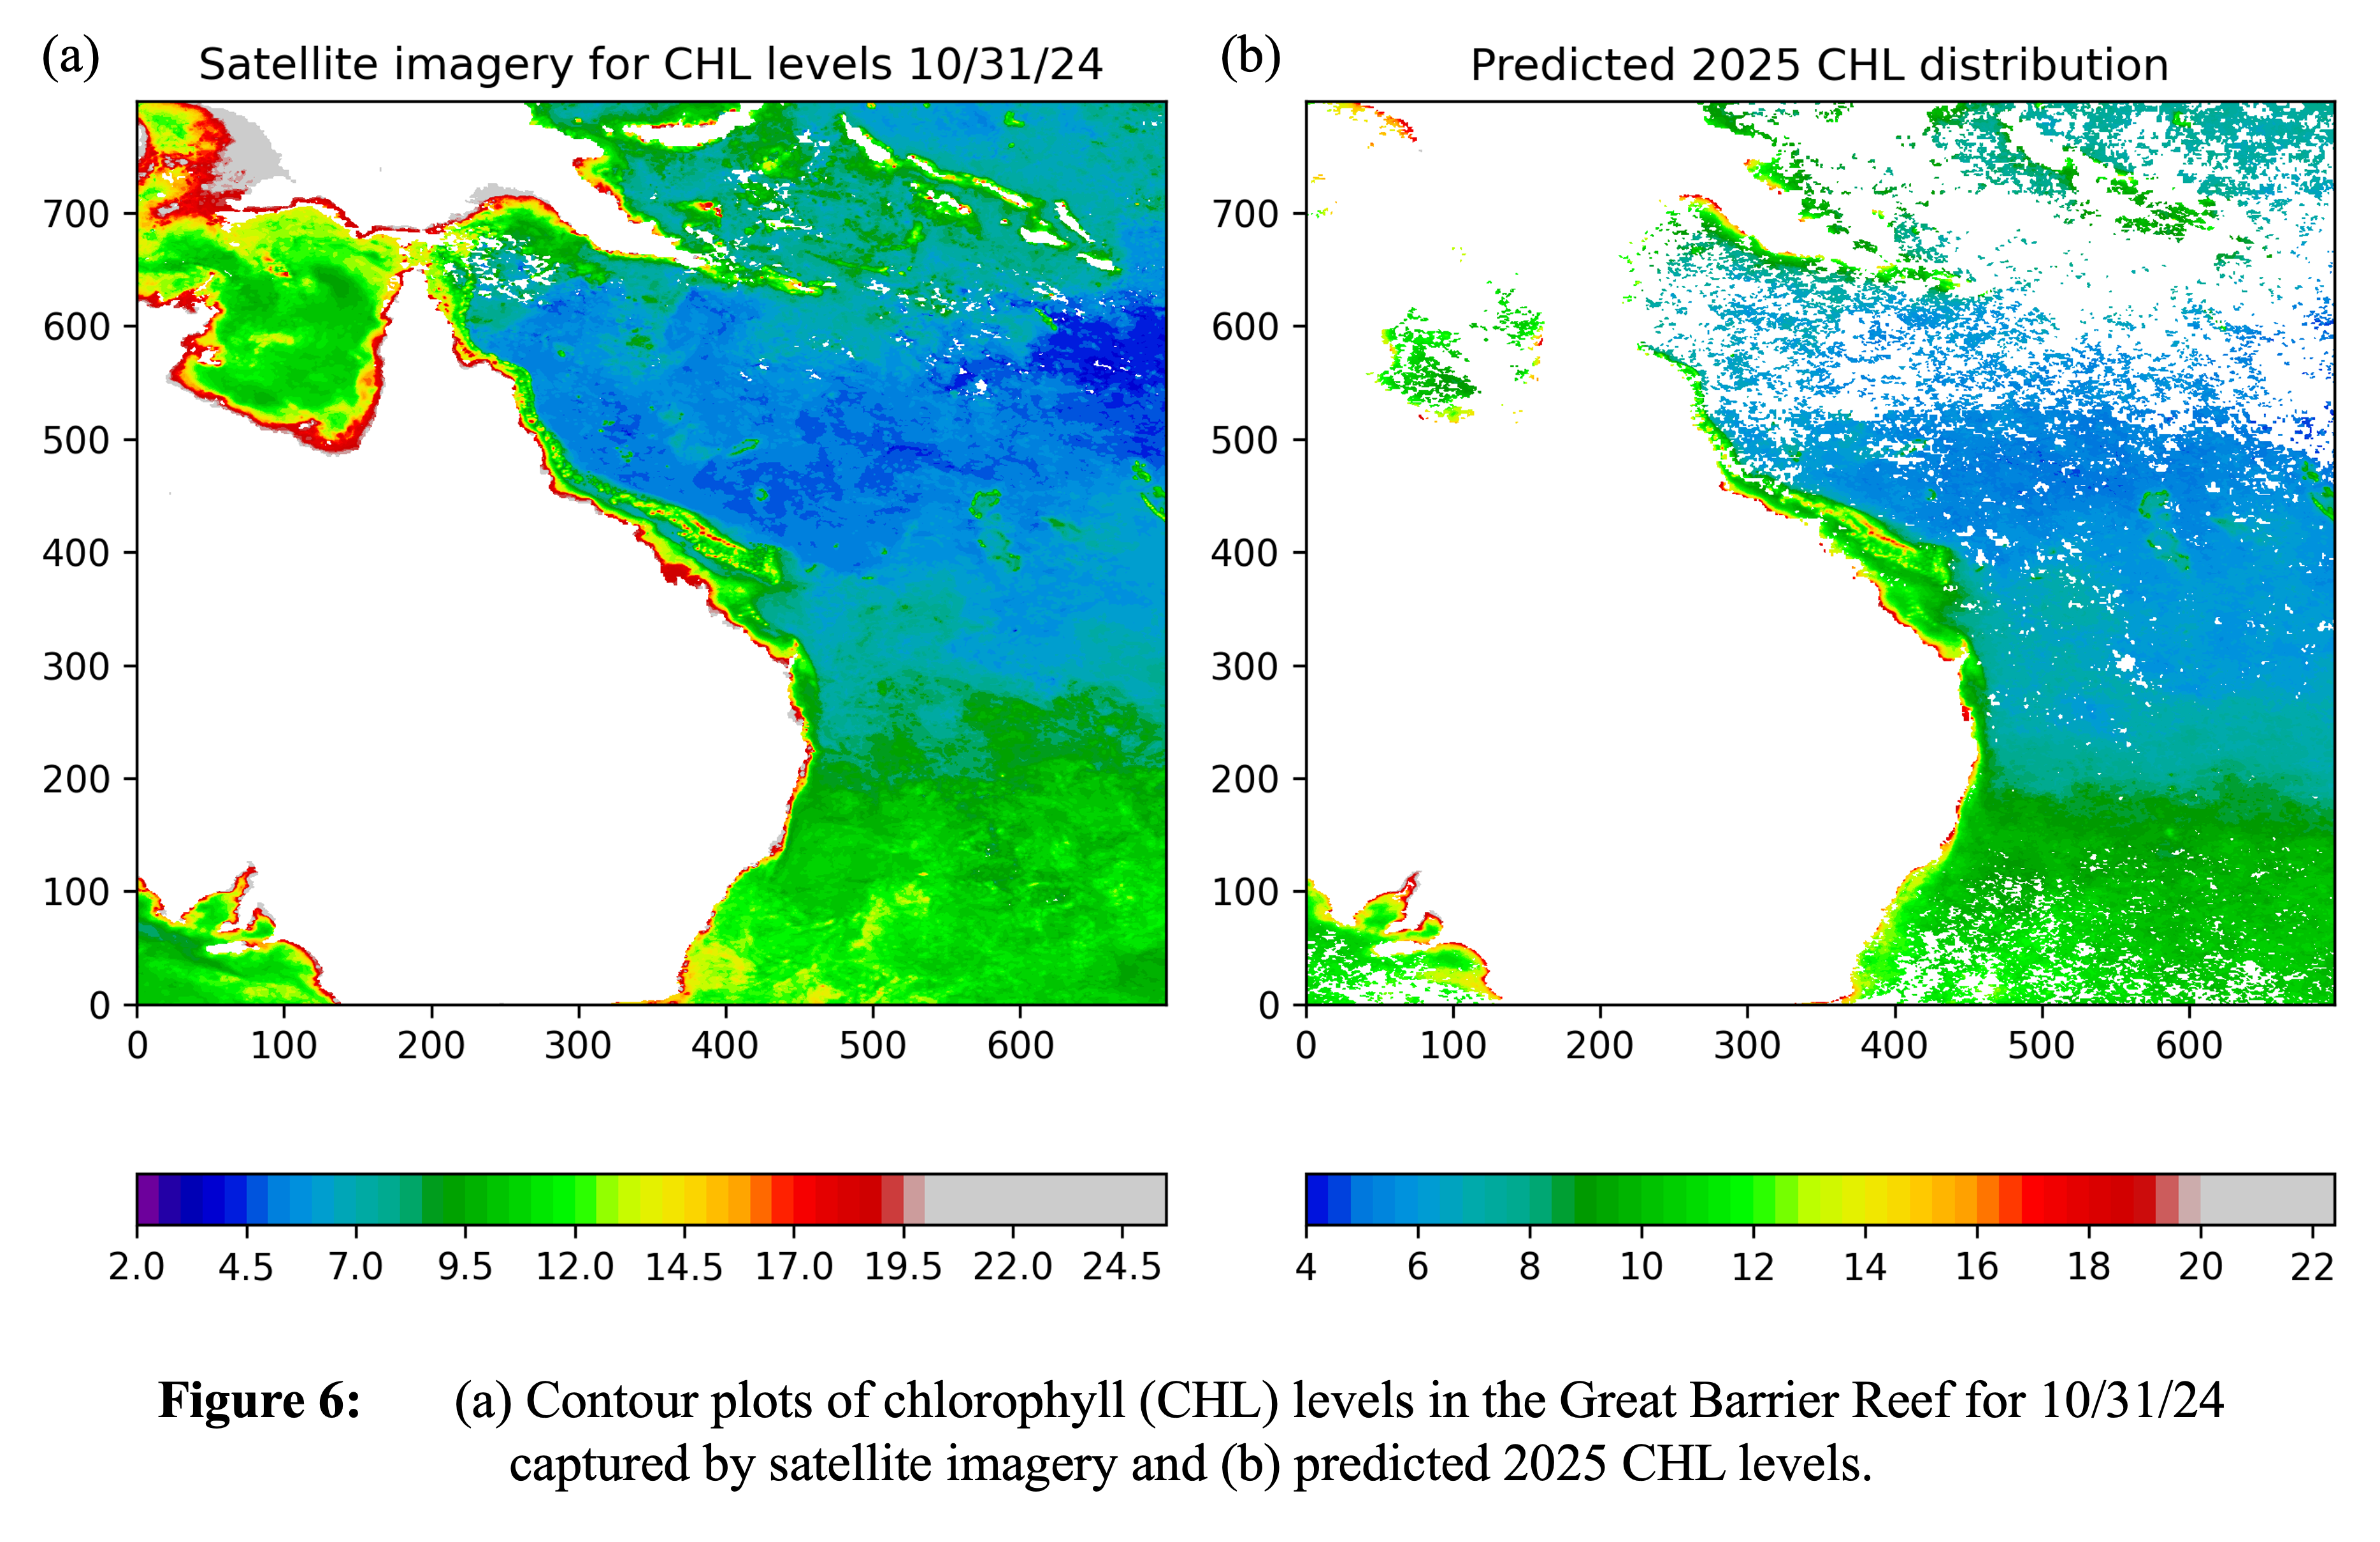 (a)
Satellite imagery for CHL levels 10/31/24
700
600
500
400
300
200
100
0
0 100 200 300 400 500 600
2.0 4.5 7.0 9.5 12.0 14.5 17.0 19.5 22.0 24.5
(b)
Predicted 2025 CHL distribution
700
600
500
400
300
200
100
0
0 100 200 300 400 500 600
4 6 8 10 12 14 16 18 20 22
Figure 6: (a) Contour plots of chlorophyll (CHL) levels in the Great Barrier Reef for 10/31/24
captured by satellite imagery and (b) predicted 2025 CHL levels.